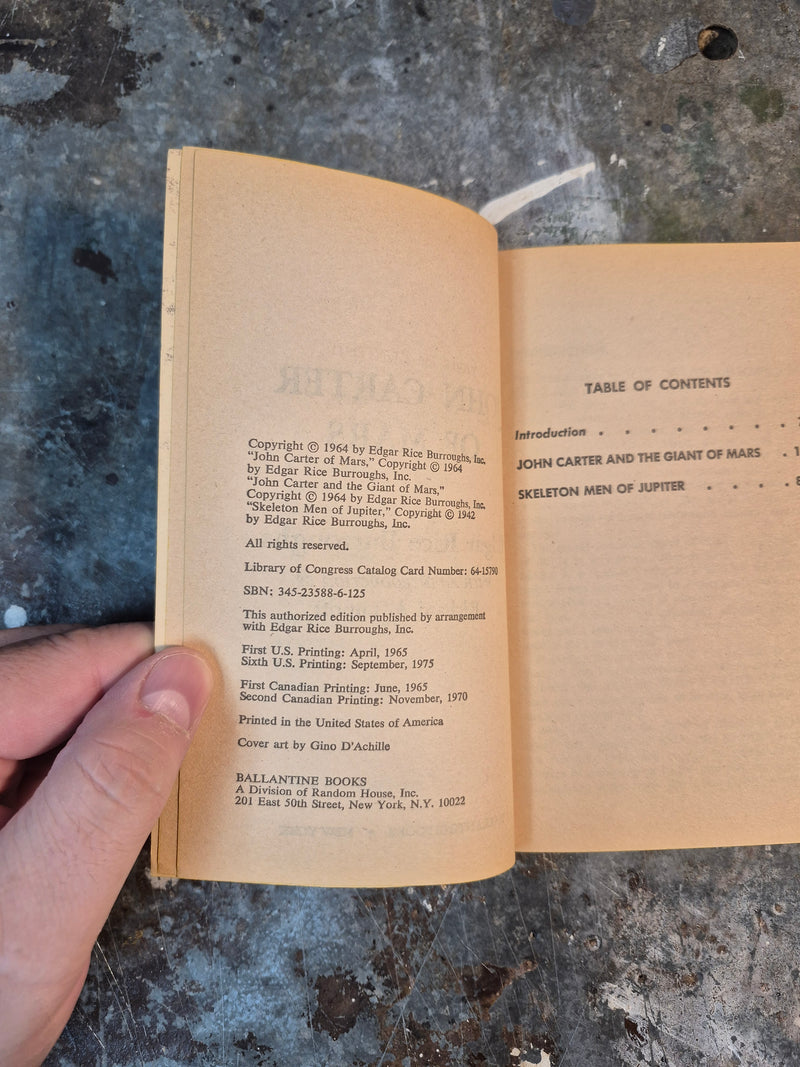 Copyright © 1964 by Edgar Rice Burroughs, Inc.
"John Carter of Mars," Copyright © 1964
by Edgar Rice Burroughs, Inc.
"John Carter and the Giant of Mars,"
Copyright © 1964 by Edgar Rice Burroughs, Inc.
"Skeleton Men of Jupiter," Copyright © 1942
by Edgar Rice Burroughs, Inc.
All rights reserved.
Library of Congress Catalog Card Number: 64-15790
SBN: 345-23588-6-125
This authorized edition published by arrangement
with Edgar Rice Burroughs, Inc.
First U.S. Printing: April, 1965
Sixth U.S. Printing: September, 1975
First Canadian Printing: June, 1965
Second Canadian Printing: November, 1970
Printed in the United States of America
Cover art by Gino D'Achille
BALLANTINE BOOKS
A Division of Random House, Inc.
201 East 50th Street, New York, N.Y. 10022
TABLE OF CONTENTS
Introduction . . . . . . . .
JOHN CARTER AND THE GIANT OF MARS . 1
SKELETON MEN OF JUPITER . . . . 8